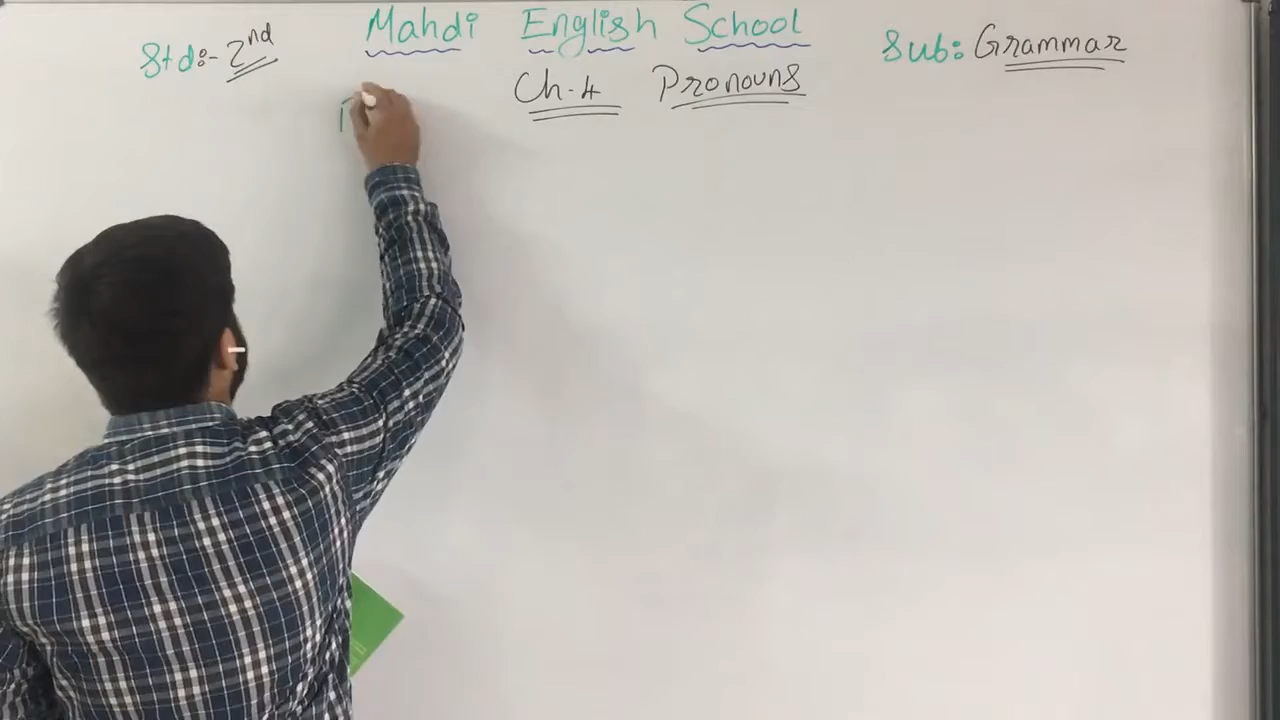 Mahdi English School
Std:- 2nd
Sub: Grammar
Ch-4 Pronouns